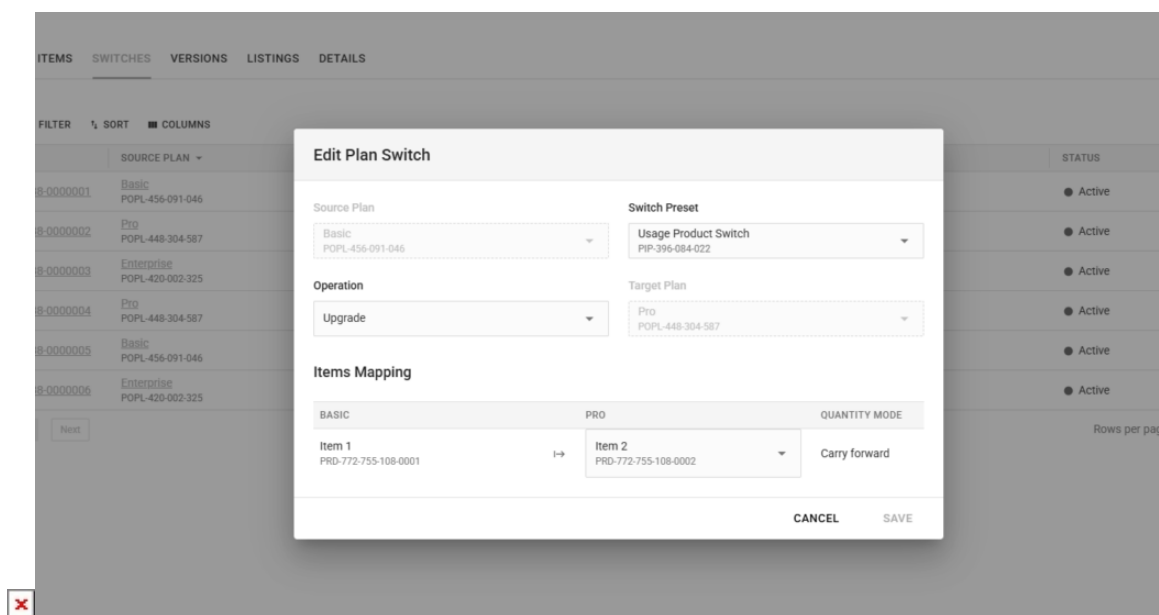 ITEMS SWITCHES VERSIONS LISTINGS DETAILS
FILTER SORT COLUMNS
Edit Plan Switch
SOURCE PLAN STATUS
8-0000001 Basic Active
POPL-456-091-046
8-0000002 Pro Active
POPL-448-304-587
8-0000003 Enterprise Active
POPL-420-002-325
8-0000004 Pro Active
POPL-448-304-587
8-0000005 Basic Active
POPL-456-091-046
8-0000006 Enterprise Active
POPL-420-002-325
Next Rows per pag
Source Plan Switch Preset
Basic Usage Product Switch
POPL-456-091-046 PIP-396-084-022
Operation Target Plan
Upgrade Pro
POPL-448-304-587
Items Mapping
BASIC PRO QUANTITY MODE
Item 1 Item 2 Carry forward
PRD-772-755-108-0001 PRD-772-755-108-0002
CANCEL SAVE